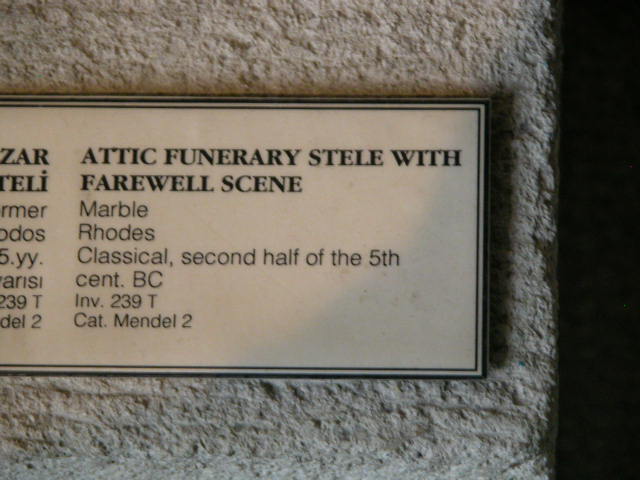 ZAR
TELİ
rmer
odos
5.yy.
varısı
239 T
del 2
ATTIC FUNERARY STELE WITH
FAREWELL SCENE
Marble
Rhodes
Classical, second half of the 5th
cent. BC
Inv. 239 T
Cat. Mendel 2